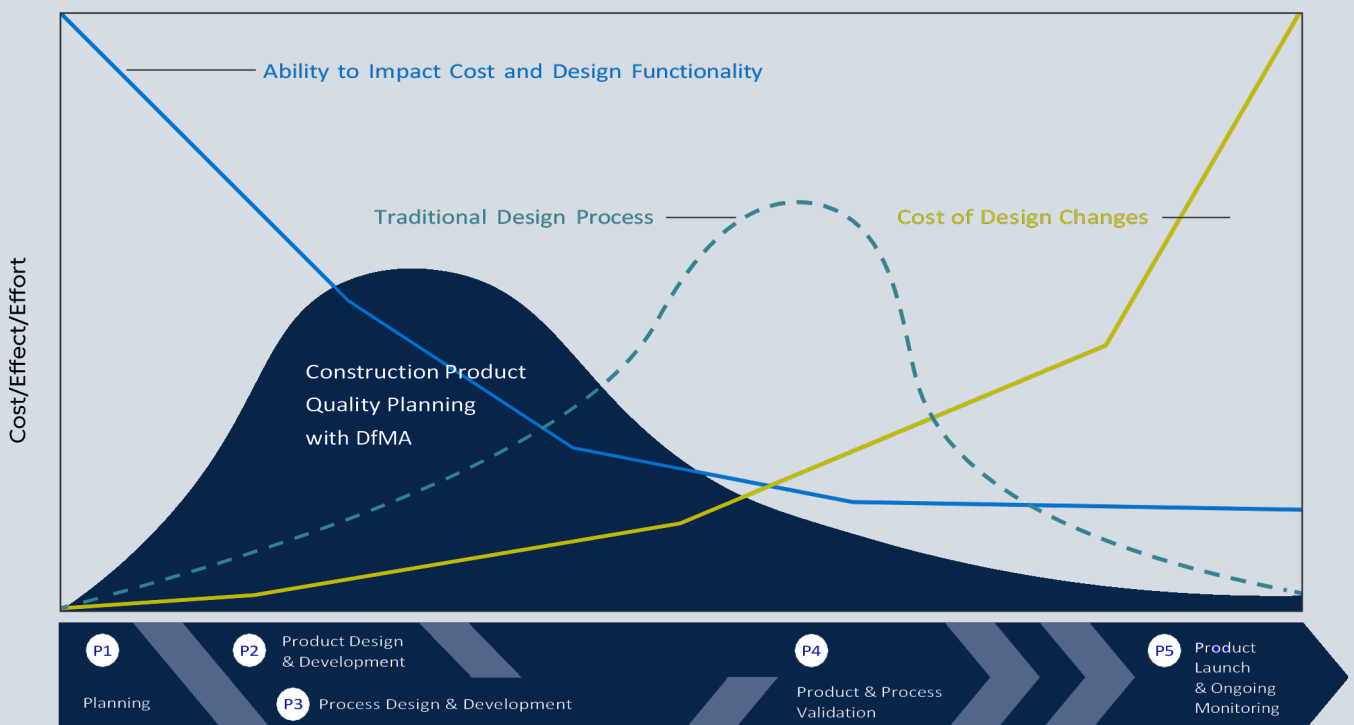 Ability to Impact Cost and Design Functionality
Traditional Design Process
Cost of Design Changes
Cost/Effect/Effort
Construction Product
Quality Planning
with DfMA
P1
Planning
P2
Product Design
& Development
P3
Process Design & Development
P4
Product & Process
Validation
P5
Product
Launch
& Ongoing
Monitoring